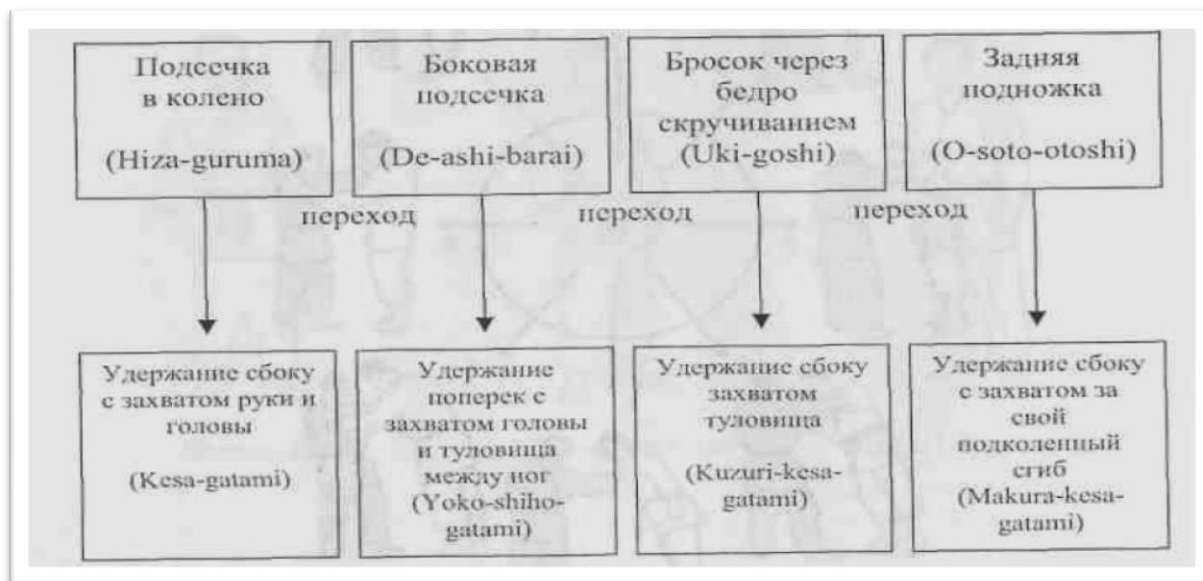 Подсечка
в колено
(Hiza-guruma)
Боковая
подсечка
(De-ashi-barai)
Бросок через
бедро
скручиванием
(Uki-goshi)
Задняя
подножка
(O-soto-otoshi)
переход
переход
переход
Удержание сбоку
с захватом руки и
головы
(Kesa-gatami)
Удержание
поперек с
захватом головы
и туловища
между ног
(Yoko-shiho-
gatami)
Удержание сбоку
захватом
туловища
(Kuzuri-kesa-
gatami)
Удержание сбоку
с захватом за
свой
подколенный
сгиб
(Makura-kesa-
gatami)